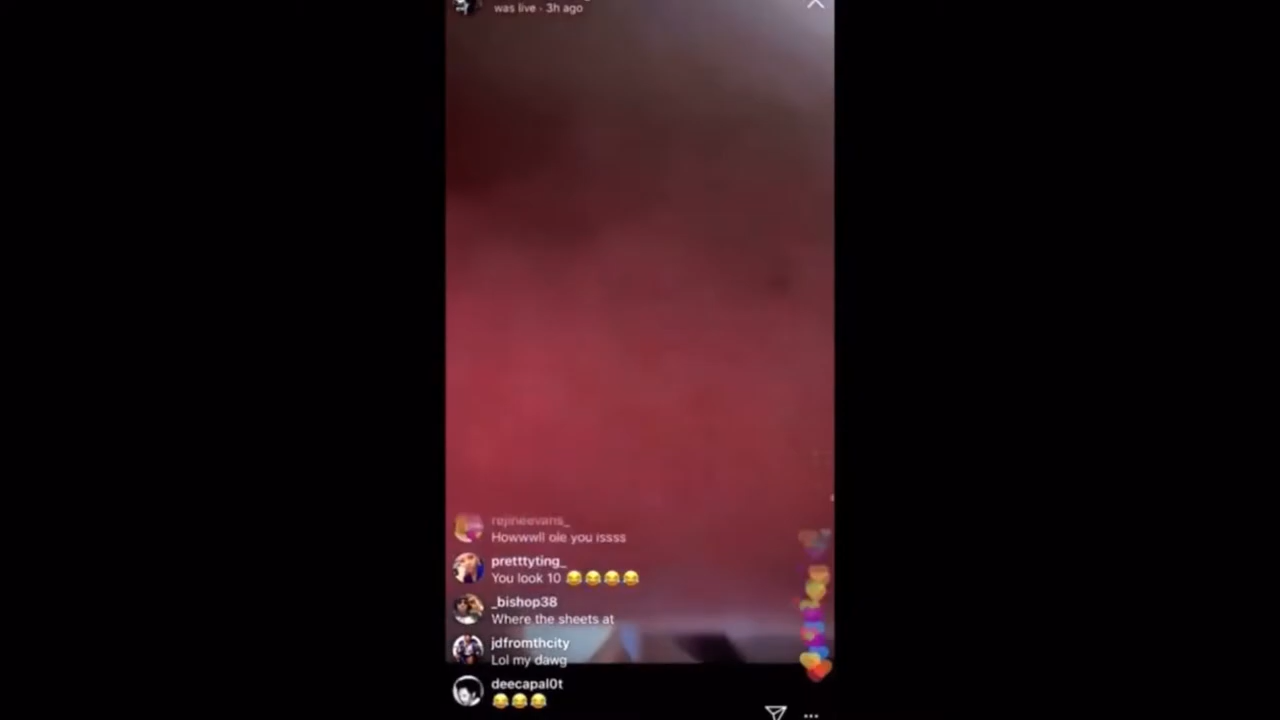 was live · 3h ago
rejineevans_
Howwwll ole you issss
pretttyting_
You look 10 😂😂😂😂
_bishop38
Where the sheets at
jdfromthcity
Lol my dawg
deecapal0t
😂😂😂